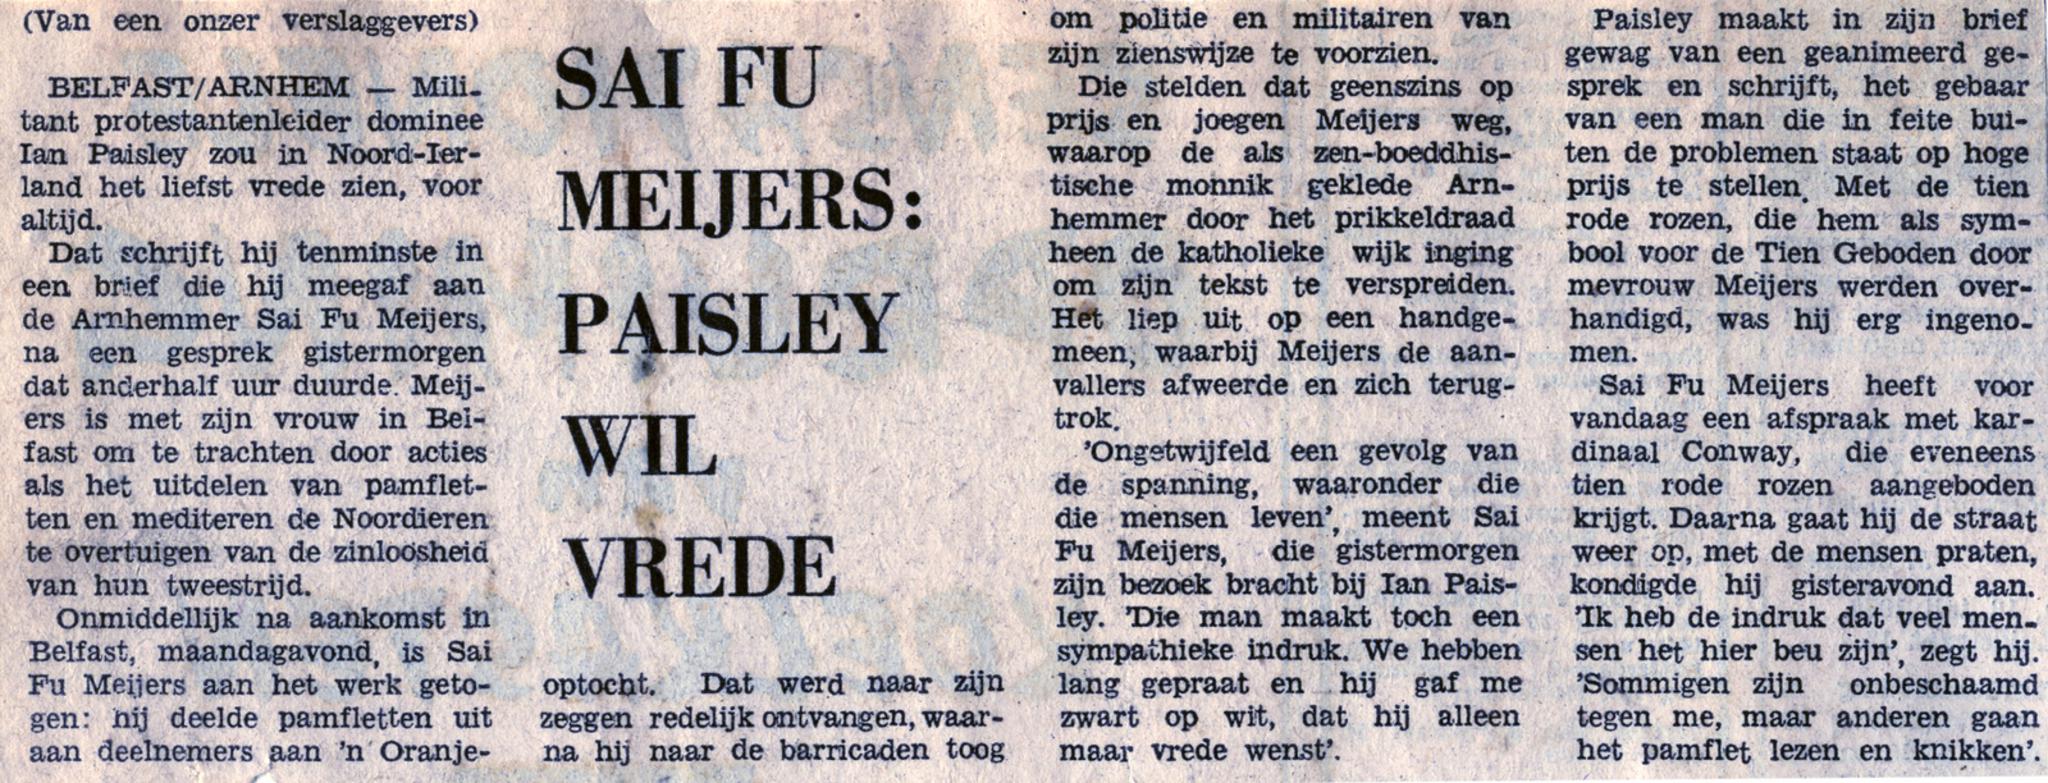 (Van een onzer verslaggevers)
BELFAST/ARNHEM — Mili-
tant protestantenleider dominee
Ian Paisley zou in Noord-Ier-
land het liefst vrede zien, voor
altijd.
Dat schrijft hij tenminste in
een brief die hij meegaf aan
de Arnhemmer Sai Fu Meijers,
na een gesprek gistermorgen
dat anderhalf uur duurde. Meij-
ers is met zijn vrouw in Bel-
fast om te trachten door acties
als het uitdelen van pamflet-
ten en mediteren de Noordieren
te overtuigen van de zinloosheid
van hun tweestrijd.
Onmiddellijk na aankomst in
Belfast, maandagavond, is Sai
Fu Meijers aan het werk geto-
gen: hij deelde pamfletten uit
aan deelnemers aan 'n Oranje-
SAI FU
MEIJERS:
PAISLEY
WIL
VREDE
optocht. Dat werd naar zijn
zeggen redelijk ontvangen, waar-
na hij naar de barricaden toog
om politie en militairen van
zijn zienswijze te voorzien.
Die stelden dat geenszins op
prijs en joegen Meijers weg,
waarop de als zen-boeddhis-
tische monnik geklede Arn-
hemmer door het prikkeldraad
heen de katholieke wijk inging
om zijn tekst te verspreiden.
Het liep uit op een handge-
meen, waarbij Meijers de aan-
vallers afweerde en zich terug-
trok.
'Ongetwijfeld een gevolg van
de spanning, waaronder die
die mensen leven', meent Sai
Fu Meijers, die gistermorgen
zijn bezoek bracht bij Ian Pais-
ley. 'Die man maakt toch een
sympathieke indruk. We hebben
lang gepraat en hij gaf me
zwart op wit, dat hij alleen
maar vrede wenst'.
Paisley maakt in zijn brief
gewag van een geanimeerd ge-
sprek en schrijft, het gebaar
van een man die in feite bui-
ten de problemen staat op hoge
prijs te stellen. Met de tien
rode rozen, die hem als sym-
bool voor de Tien Geboden door
mevrouw Meijers werden over-
handigd, was hij erg ingeno-
men.
Sai Fu Meijers heeft voor
vandaag een afspraak met kar-
dinaal Conway, die eveneens
tien rode rozen aangeboden
krijgt. Daarna gaat hij de straat
weer op, met de mensen praten,
kondigde hij gisteravond aan.
'Ik heb de indruk dat veel men-
sen het hier beu zijn', zegt hij.
'Sommigen zijn onbeschaamd
tegen me, maar anderen gaan
het pamflet lezen en knikken'.